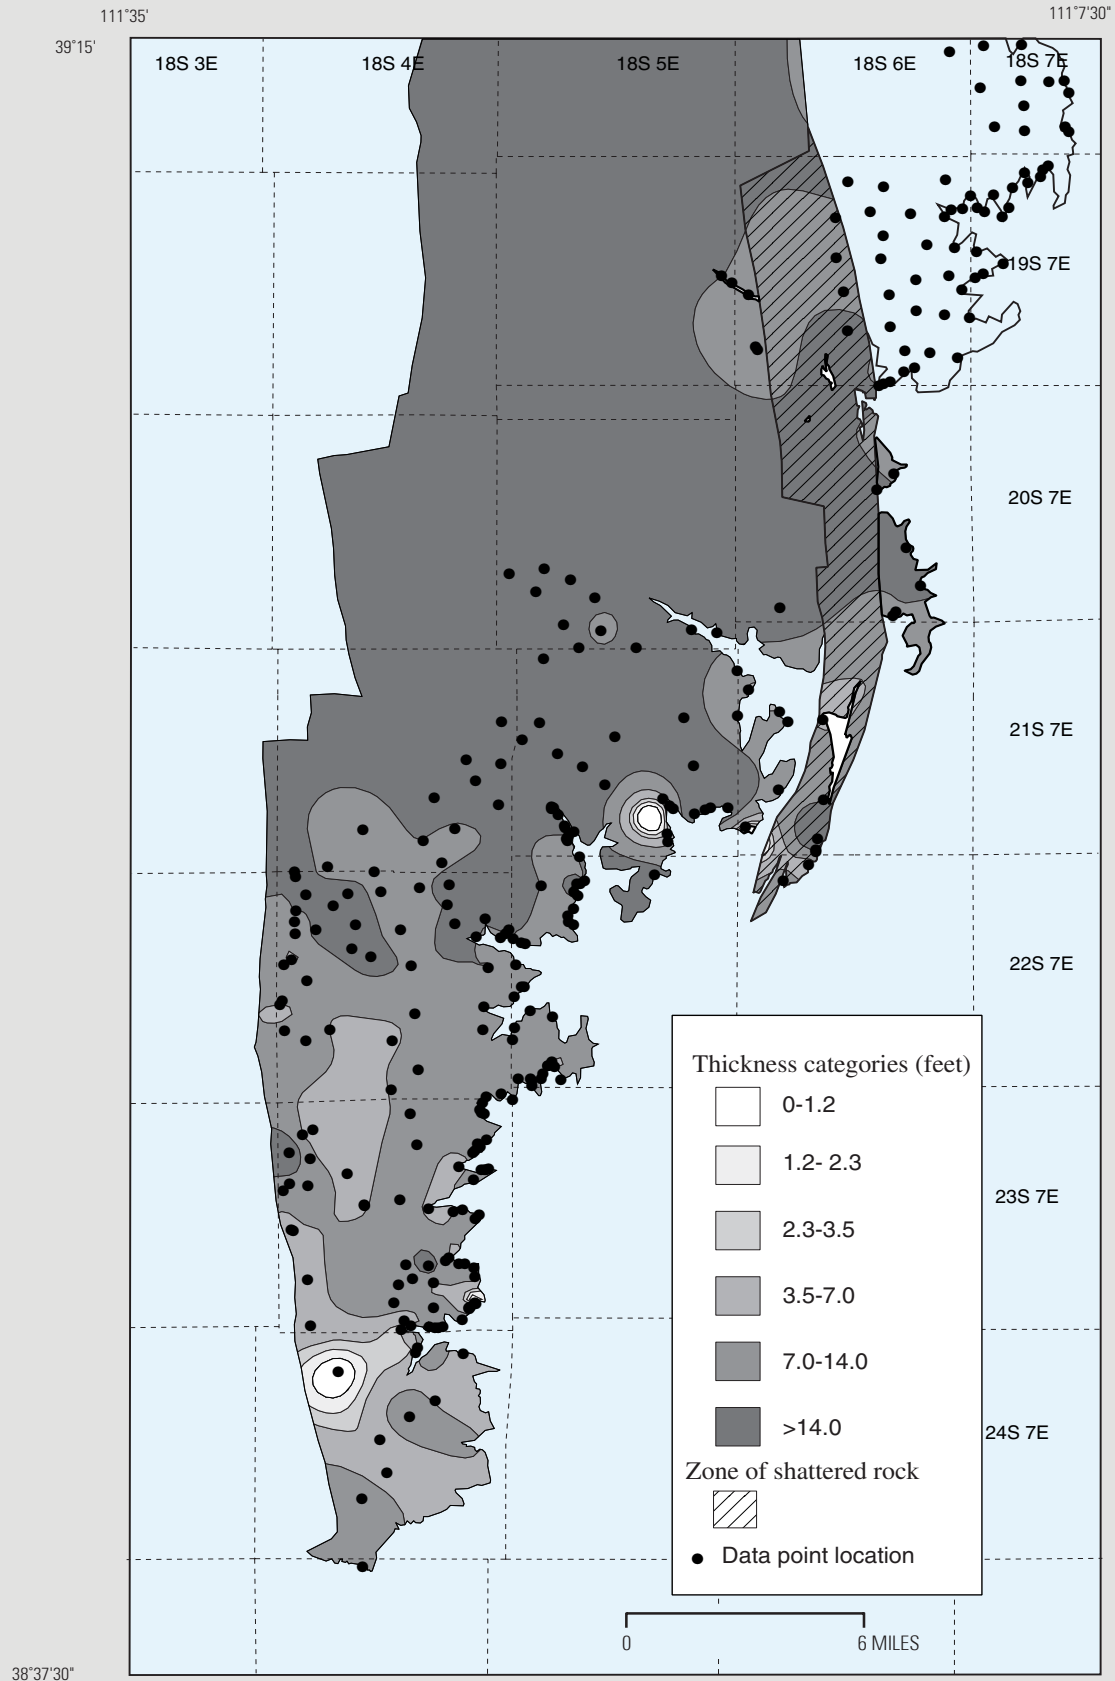 111°35'
111°7'30"
39°15'
18S 3E
18S 4E
18S 5E
18S 6E
18S 7E
19S 7E
20S 7E
21S 7E
22S 7E
Thickness categories (feet)
0-1.2
1.2- 2.3
2.3-3.5
3.5-7.0
7.0-14.0
>14.0
23S 7E
24S 7E
Zone of shattered rock
Data point location
0
6 MILES
38°37'30"